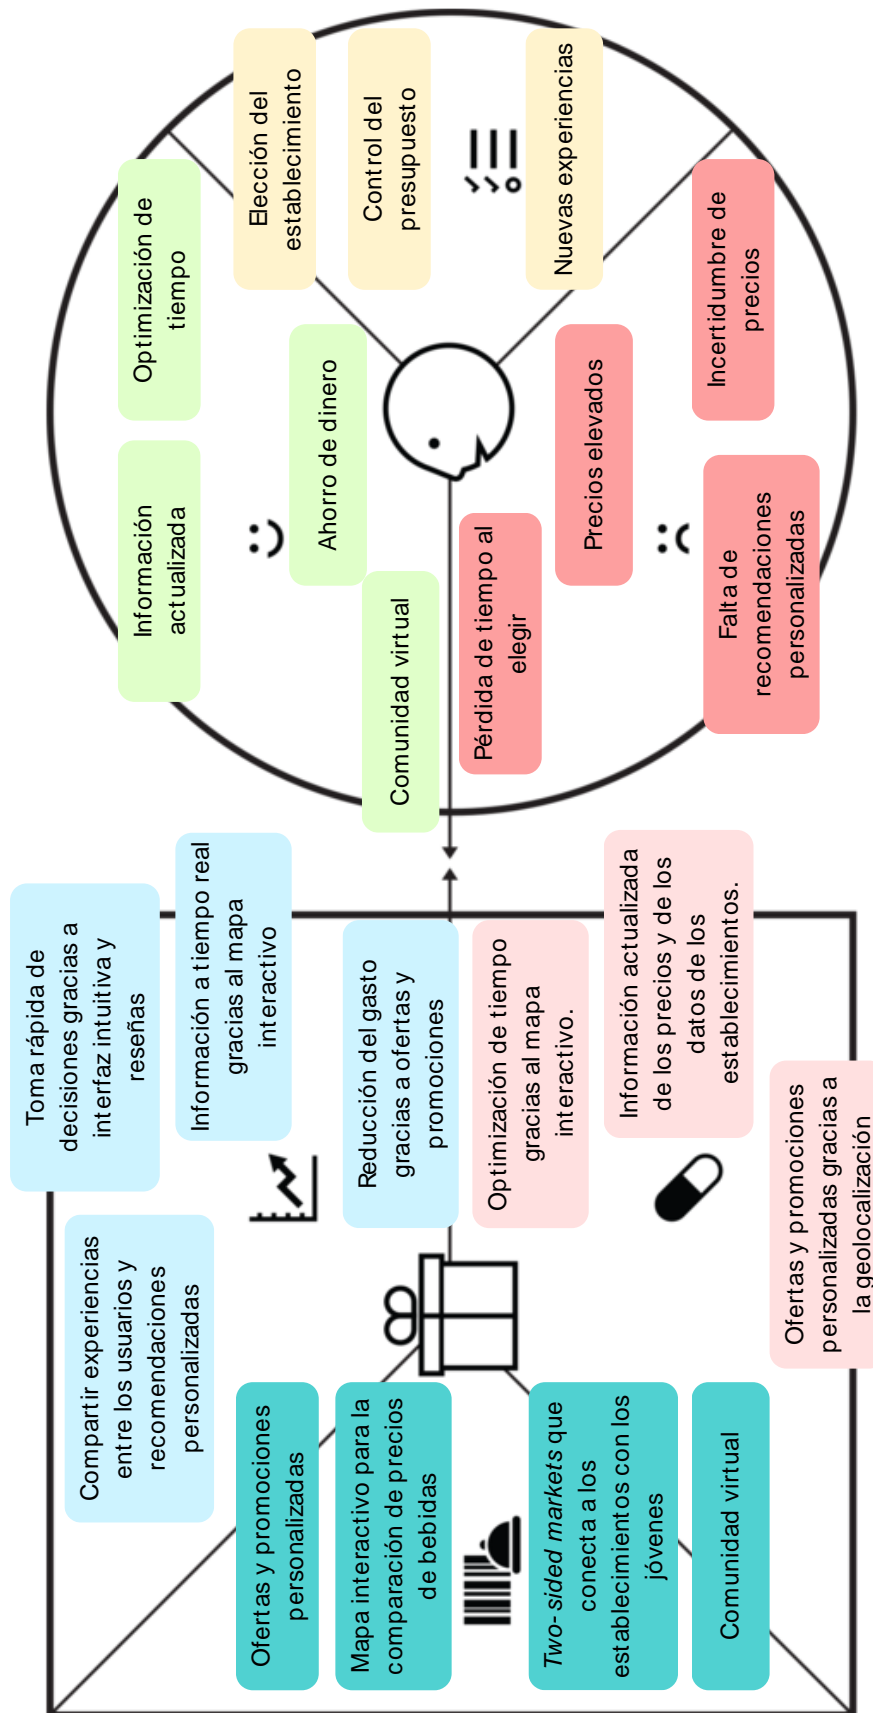 Ofertas y promociones
personalizadas
Mapa interactivo para la
comparación de precios
de bebidas
Two-sided markets que
conecta a los
establecimientos con los
jóvenes
Comunidad virtual
Compartir experiencias
entre los usuarios y
recomendaciones
personalizadas
Toma rápida de
decisiones gracias a
interfaz intuitiva y
reseñas
Información a tiempo real
gracias al mapa
interactivo
Reducción del gasto
gracias a ofertas y
promociones
Optimización de tiempo
gracias al mapa
interactivo.
Información actualizada
de los precios y de los
datos de los
establecimientos.
Ofertas y promociones
personalizadas gracias a
la geolocalización
Información
actualizada
Optimización de
tiempo
Ahorro de dinero
Comunidad virtual
Elección del
establecimiento
Control del
presupuesto
Nuevas experiencias
Pérdida de tiempo al
elegir
Precios elevados
Falta de
recomendaciones
personalizadas
Incertidumbre de
precios